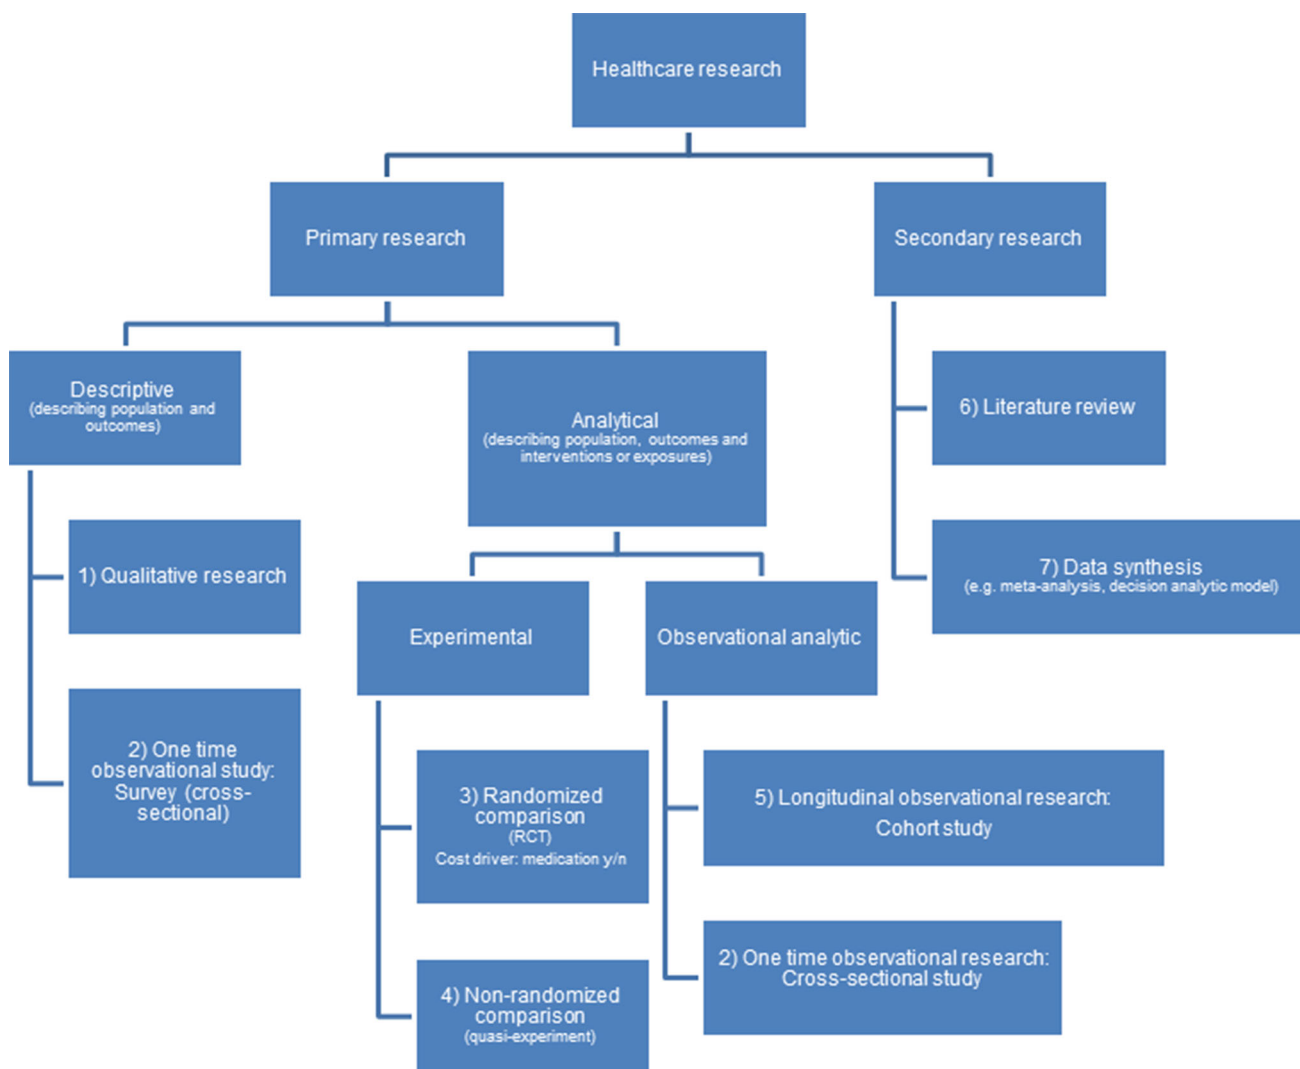 Healthcare research
Primary research
Secondary research
Descriptive
(describing population and
outcomes)
Analytical
(describing population, outcomes and
interventions or exposures)
6) Literature review
1) Qualitative research
7) Data synthesis
(e.g. meta-analysis, decision analytic model)
Experimental
Observational analytic
2) One time
observational study:
Survey (cross-
sectional)
3) Randomized
comparison
(RCT)
Cost driver: medication y/n
5) Longitudinal observational research:
Cohort study
4) Non-randomized
comparison
(quasi-experiment)
2) One time observational research:
Cross-sectional study